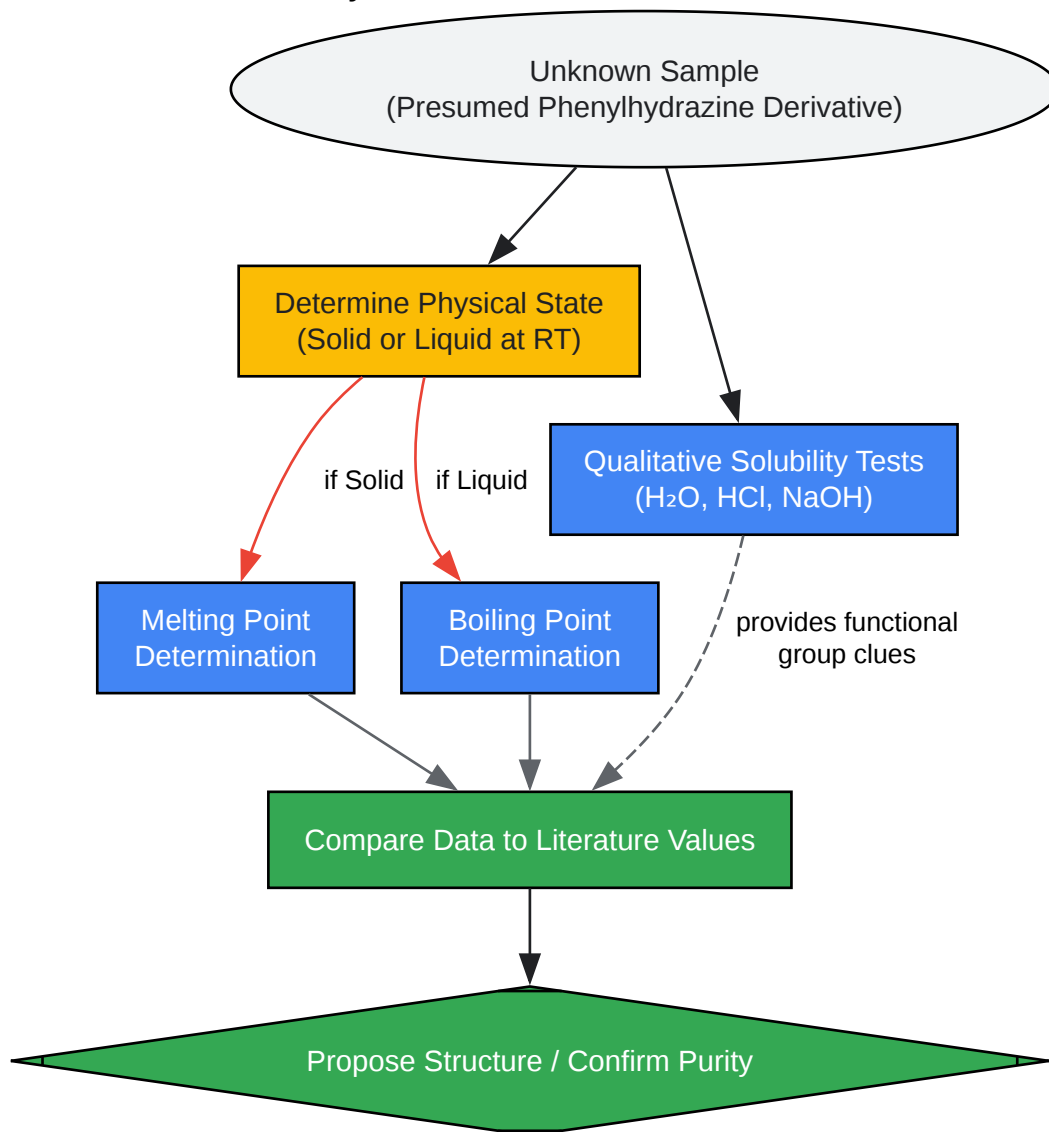 Unknown Sample
(Presumed Phenylhydrazine Derivative)
Determine Physical State
(Solid or Liquid at RT)
Qualitative Solubility Tests
(H₂O, HCl, NaOH)
if Solid
if Liquid
Melting Point
Determination
Boiling Point
Determination
provides functional
group clues
Compare Data to Literature Values
Propose Structure / Confirm Purity